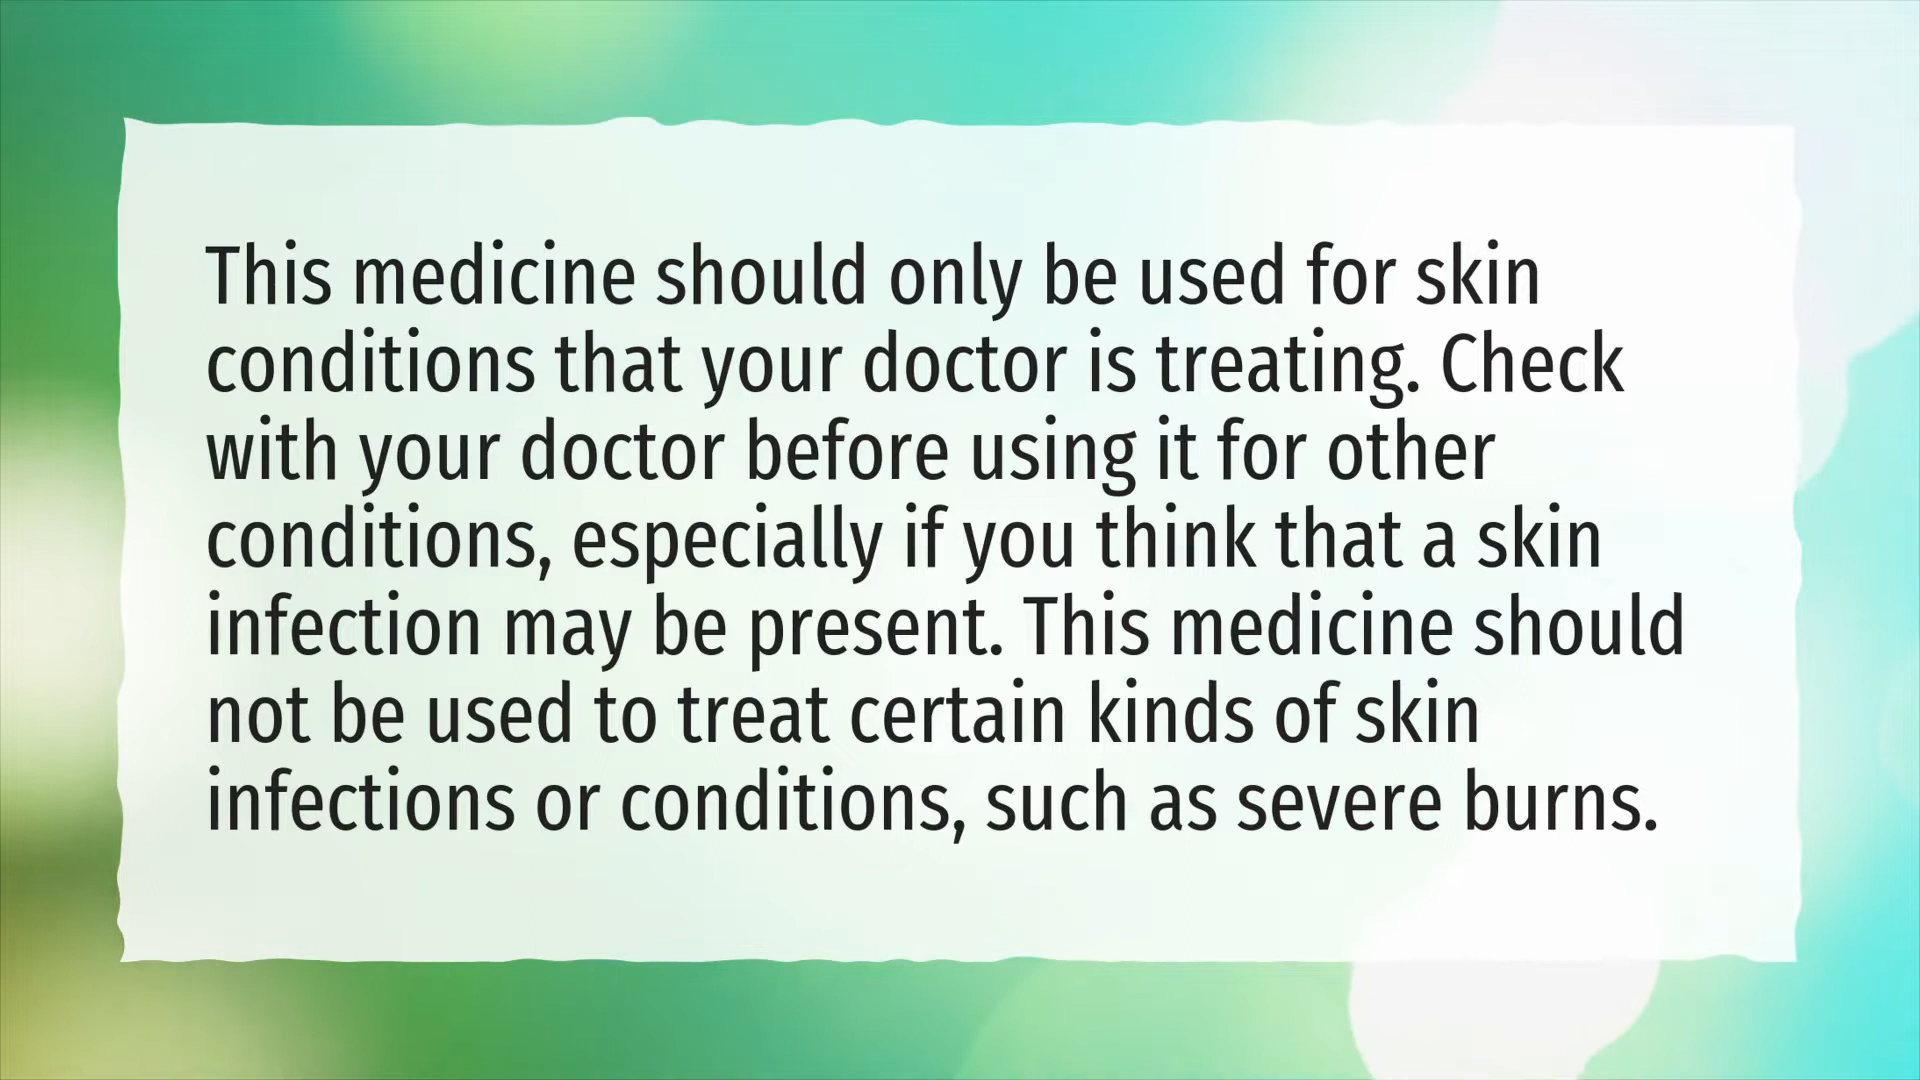 This medicine should only be used for skin
conditions that your doctor is treating. Check
with your doctor before using it for other
conditions, especially if you think that a skin
infection may be present. This medicine should
not be used to treat certain kinds of skin
infections or conditions, such as severe burns.